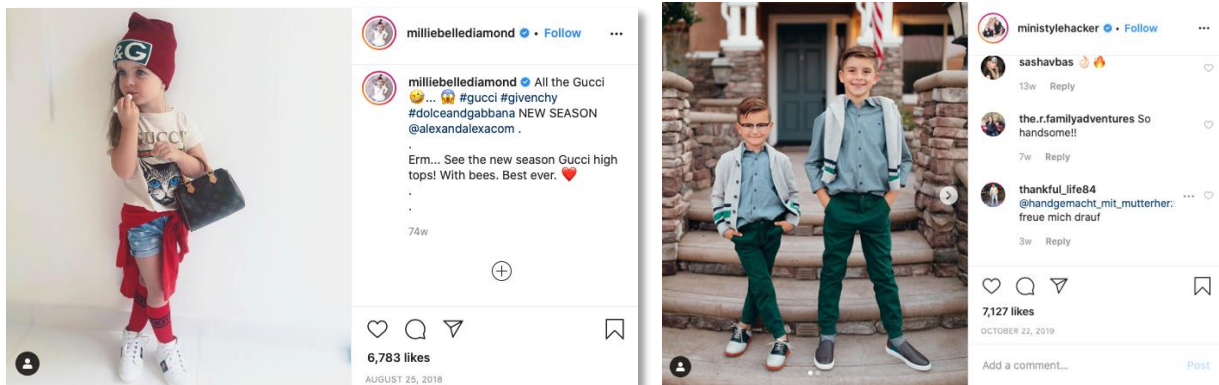 &G
GUCCI
milliebellediamond • Follow
milliebellediamond All the Gucci
🤣... 😱 #gucci #givenchy
#dolceandgabbana NEW SEASON
@alexandalexacom .
.
Erm... See the new season Gucci high
tops! With bees. Best ever. ❤️
.
.
74w
6,783 likes
AUGUST 25, 2018
ministylehacker • Follow
sashavbas 👌🏻🔥
13w Reply
the.r.familyadventures So
handsome!!
7w Reply
thankful_life84
@handgemacht_mit_mutterher
freue mich drauf
3w Reply
7,127 likes
OCTOBER 22, 2019
Add a comment...
Post